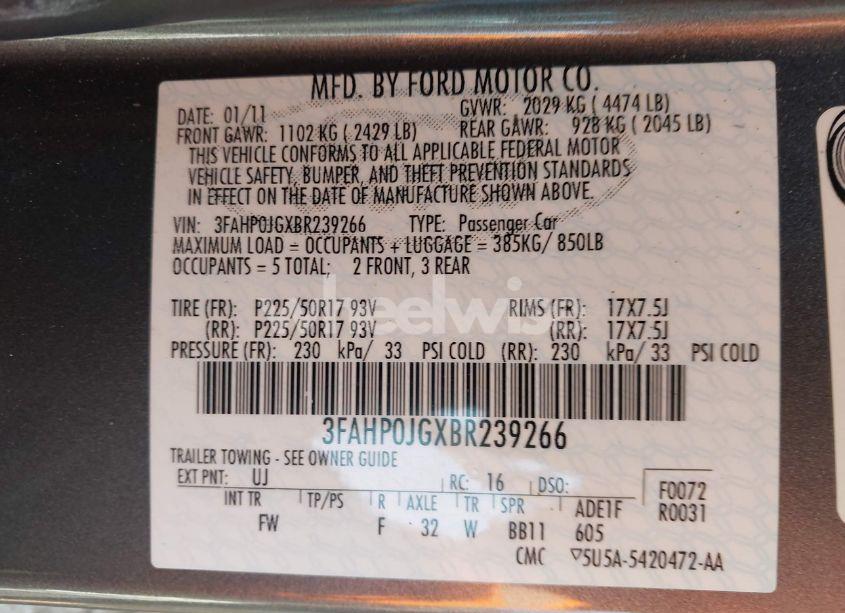 MFD. BY FORD MOTOR CO.
DATE: 01/11 GVWR: 2029 KG ( 4474 LB)
FRONT GAWR: 1102 KG ( 2429 LB) REAR GAWR: 928 KG ( 2045 LB)
THIS VEHICLE CONFORMS TO ALL APPLICABLE FEDERAL MOTOR
VEHICLE SAFETY, BUMPER, AND THEFT PREVENTION STANDARDS
IN EFFECT ON THE DATE OF MANUFACTURE SHOWN ABOVE.
VIN: 3FAHP0JGXBR239266 TYPE: Passenger Car
MAXIMUM LOAD = OCCUPANTS + LUGGAGE = 385KG/ 850LB
OCCUPANTS = 5 TOTAL; 2 FRONT, 3 REAR
TIRE (FR): P225/50R17 93V RIMS (FR): 17X7.5J
(RR): P225/50R17 93V (RR): 17X7.5J
PRESSURE (FR): 230 kPa/ 33 PSI COLD (RR): 230 kPa/ 33 PSI COLD
3FAHP0JGXBR239266
TRAILER TOWING - SEE OWNER GUIDE
EXT PNT: UJ RC: 16 DSO: F0072
INT TR TP/PS R AXLE TR SPR ADE1F R0031
FW F 32 W BB11 605
CMC ▽5U5A-5420472-AA